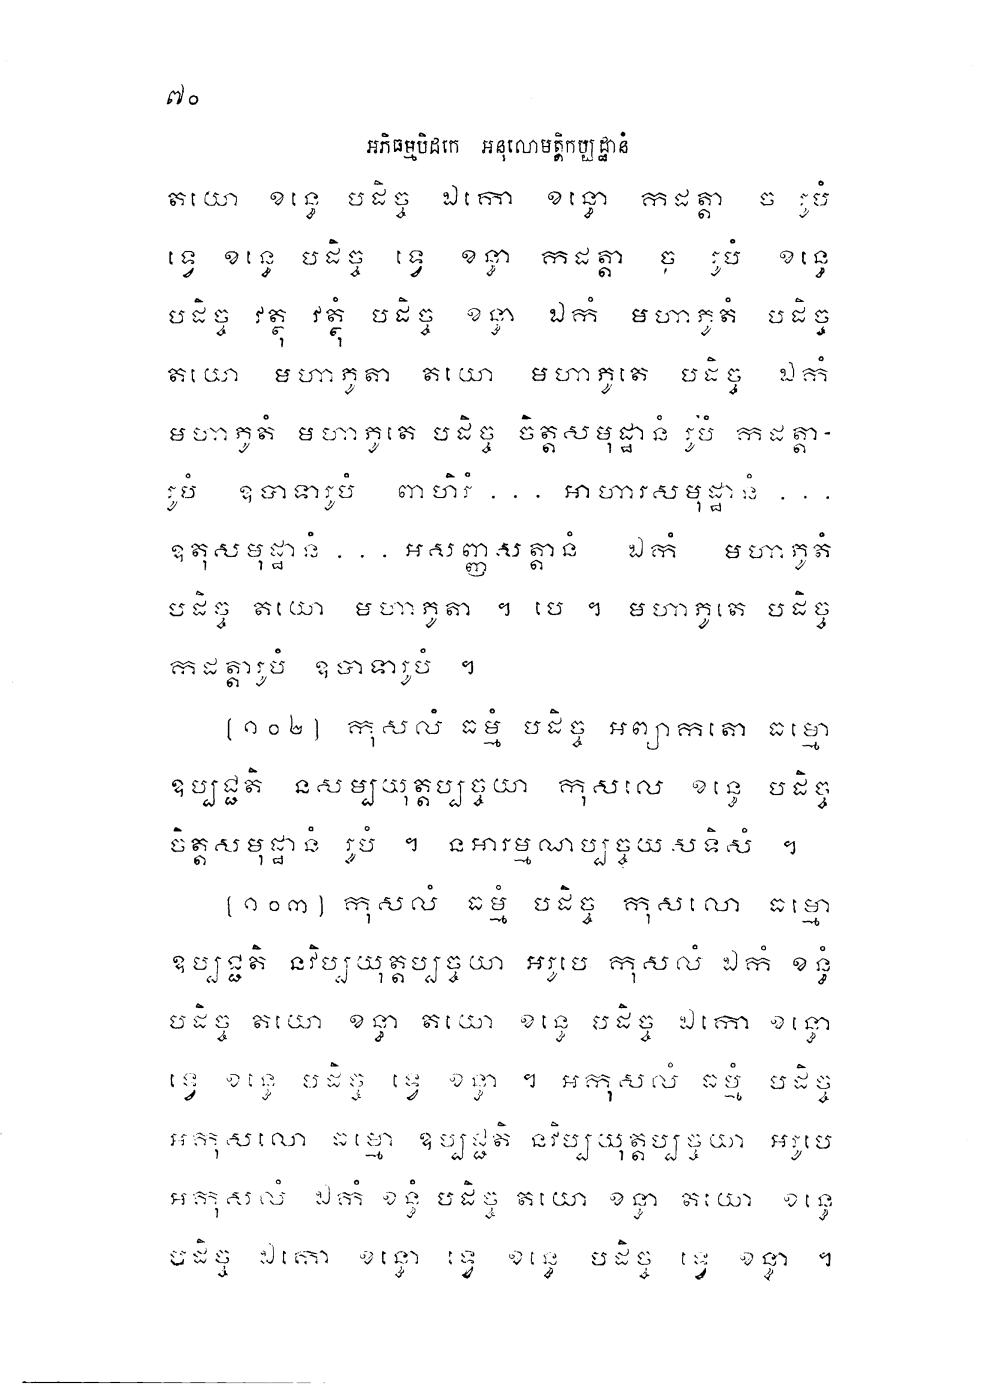 ៧០
អភិធម្មបិដកេ អនុលោមត្តិកប្បដ្ឋានំ
តយោ ខន្ធេ បដិច្ច ឯកោ ខន្ធោ កដត្តា ច រូបំ
ទ្វេ ខន្ធេ បដិច្ច ទ្វេ ខន្ធា កដត្តា ច រូបំ ខន្ធេ
បដិច្ច វត្ថុ វត្ថុំ បដិច្ច ខន្ធា ឯកំ មហាភូតំ បដិច្ច
តយោ មហាភូតា តយោ មហាភូតេ បដិច្ច ឯកំ
មហាភូតំ មហាភូតេ បដិច្ច ចិត្តសមុដ្ឋានំ រូបំ កដត្តា-
រូបំ ឧបាទារូបំ ពាហិរំ . . . អាហារសមុដ្ឋានំ . . .
ឧតុសមុដ្ឋានំ . . . អសញ្ញសត្តានំ ឯកំ មហាភូតំ
បដិច្ច តយោ មហាភូតា ។ បេ ។ មហាភូតេ បដិច្ច
កដត្តារូបំ ឧបាទារូបំ ។
[១០២] កុសលំ ធម្មំ បដិច្ច អព្យាកតោ ធម្មោ
ឧប្បជ្ជតិ នសម្បយុត្តប្បច្ចយា កុសលេ ខន្ធេ បដិច្ច
ចិត្តសមុដ្ឋានំ រូបំ ។ នអារម្មណប្បច្ចយសទិសំ ។
[១០៣] កុសលំ ធម្មំ បដិច្ច កុសលោ ធម្មោ
ឧប្បជ្ជតិ នវិប្បយុត្តប្បច្ចយា អរូបេ កុសលំ ឯកំ ខន្ធំ
បដិច្ច តយោ ខន្ធា តយោ ខន្ធេ បដិច្ច ឯកោ ខន្ធោ
ទ្វេ ខន្ធេ បដិច្ច ទ្វេ ខន្ធា ។ អកុសលំ ធម្មំ បដិច្ច
អកុសលោ ធម្មោ ឧប្បជ្ជតិ នវិប្បយុត្តប្បច្ចយា អរូបេ
អកុសលំ ឯកំ ខន្ធំ បដិច្ច តយោ ខន្ធា តយោ ខន្ធេ
បដិច្ច ឯកោ ខន្ធោ ទ្វេ ខន្ធេ បដិច្ច ទ្វេ ខន្ធា ។